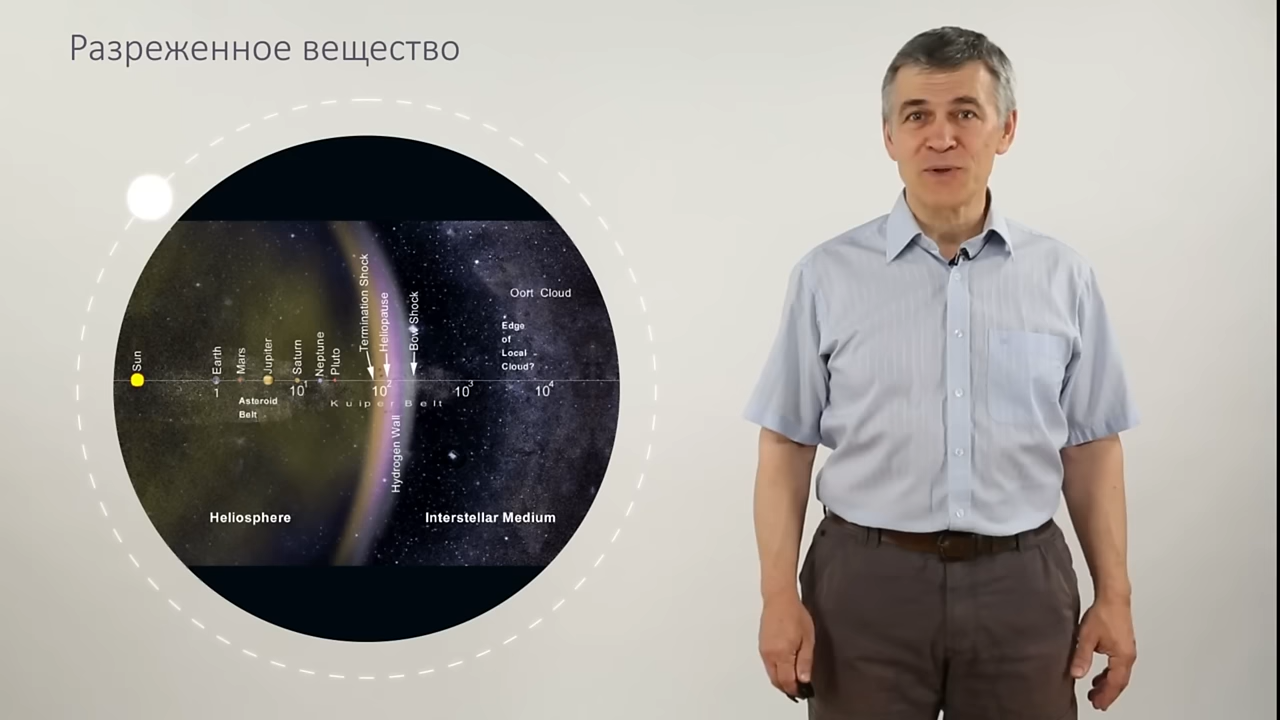 Разреженное вещество
Sun
Earth
Mars
Jupiter
Saturn
Neptune
Pluto
Termination Shock
Heliopause
Bow Shock
Oort Cloud
Edge
of
Local
Cloud?
1
10¹
10²
10³
10⁴
Asteroid
Belt
Kuiper Belt
Hydrogen Wall
Heliosphere
Interstellar Medium